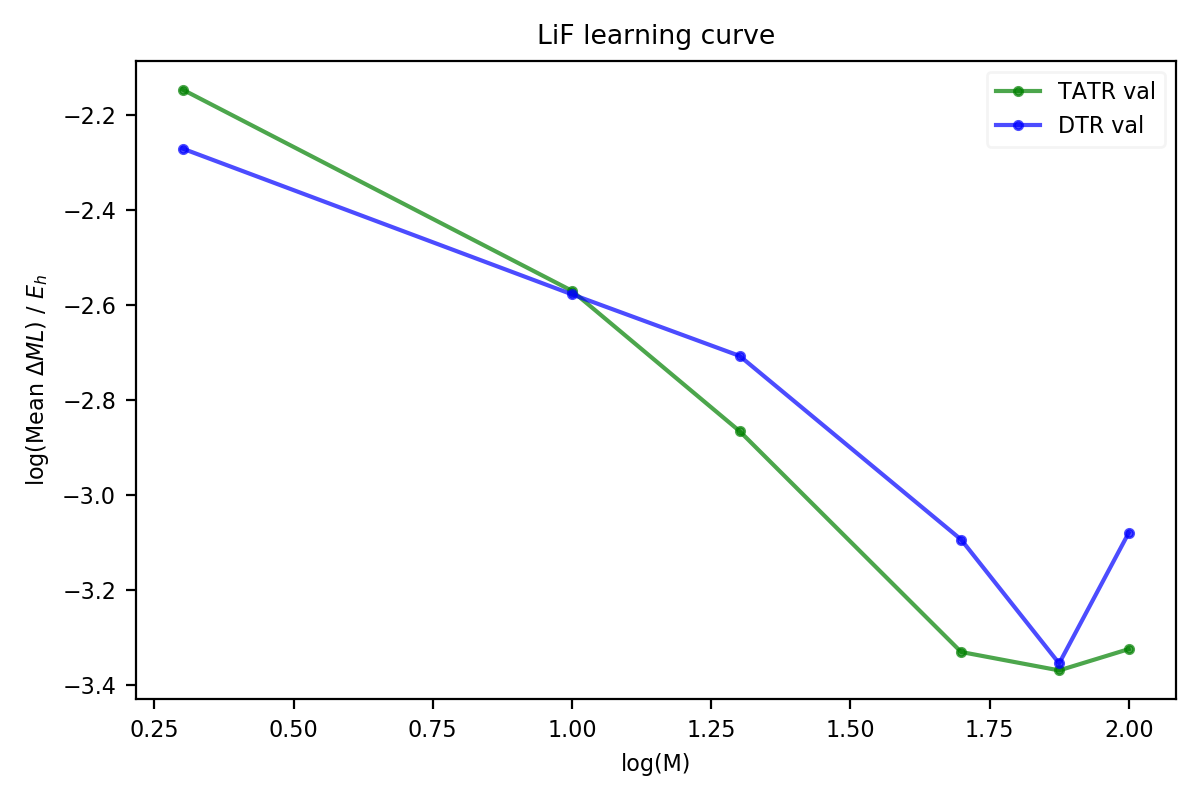 LiF learning curve
TATR val
DTR val
log(Mean ΔML) / E_h
−2.2
−2.4
−2.6
−2.8
−3.0
−3.2
−3.4
0.25 0.50 0.75 1.00 1.25 1.50 1.75 2.00
log(M)